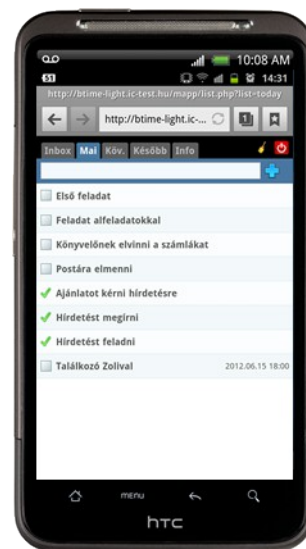 10:08 AM
51 14:31
http://btime-light.ic-test.hu/mapp/list.php?list=today
http://btime-light.ic-... 1
Inbox Mai Köv. Később Info
Első feladat
Feladat alfeladatokkal
Könyvelőnek elvinni a számlákat
Postára elmenni
Ajánlatot kérni hirdetésre
Hirdetést megírni
Hirdetést feladni
Találkozó Zolival 2012.06.15 18:00
MENU
hTC